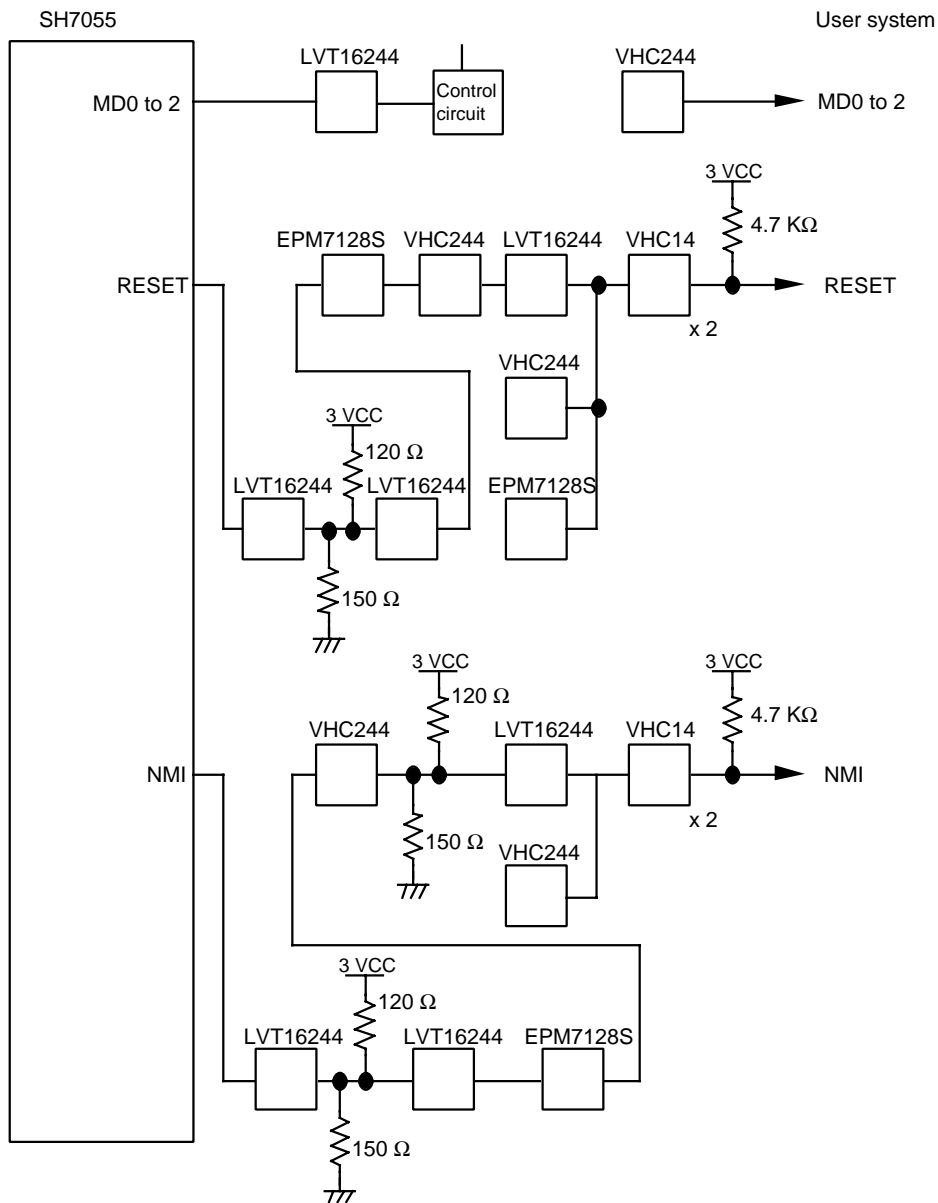 SH7055
User system
LVT16244
VHC244
MD0 to 2
Control
circuit
MD0 to 2
3 VCC
4.7 KΩ
EPM7128S
VHC244
LVT16244
VHC14
RESET
RESET
x 2
VHC244
3 VCC
120 Ω
LVT16244
LVT16244
EPM7128S
150 Ω
3 VCC
3 VCC
120 Ω
4.7 KΩ
VHC244
LVT16244
VHC14
NMI
NMI
x 2
150 Ω
VHC244
3 VCC
120 Ω
LVT16244
LVT16244
EPM7128S
150 Ω